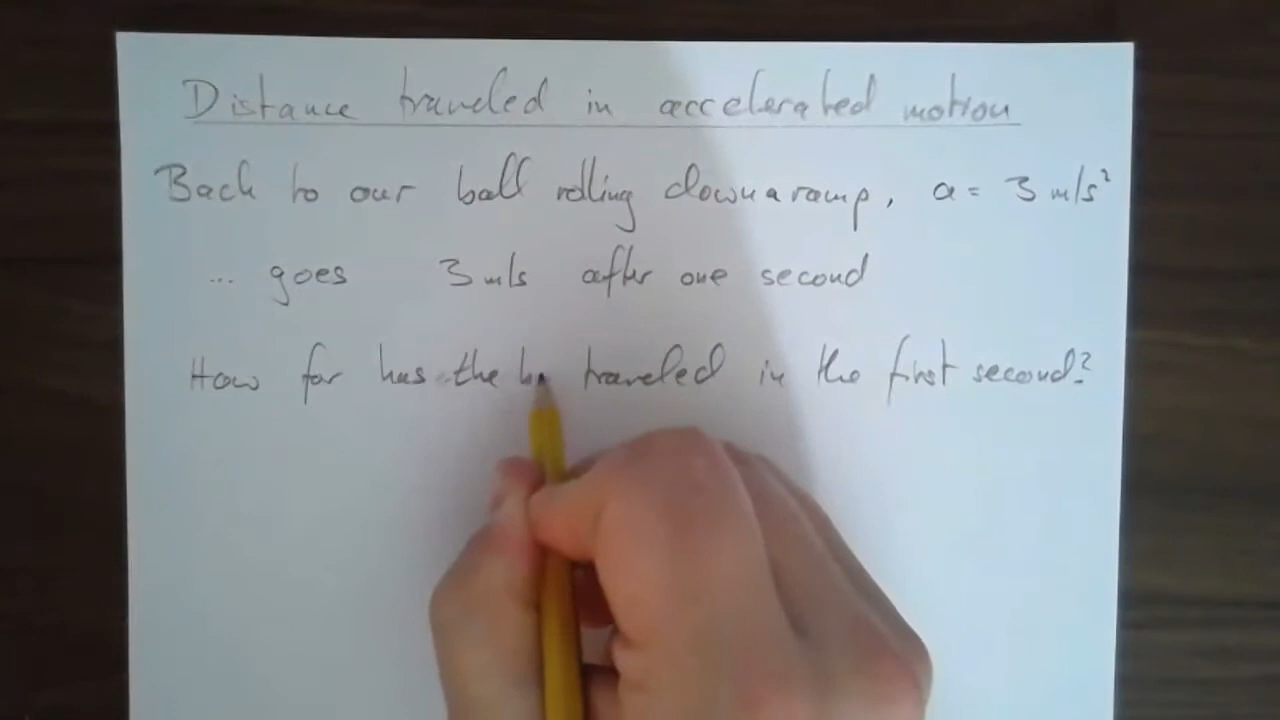 Distance traveled in accelerated motion
Back to our ball rolling down a ramp, a = 3 m/s²
... goes 3 m/s after one second
How far has the traveled in the first second?